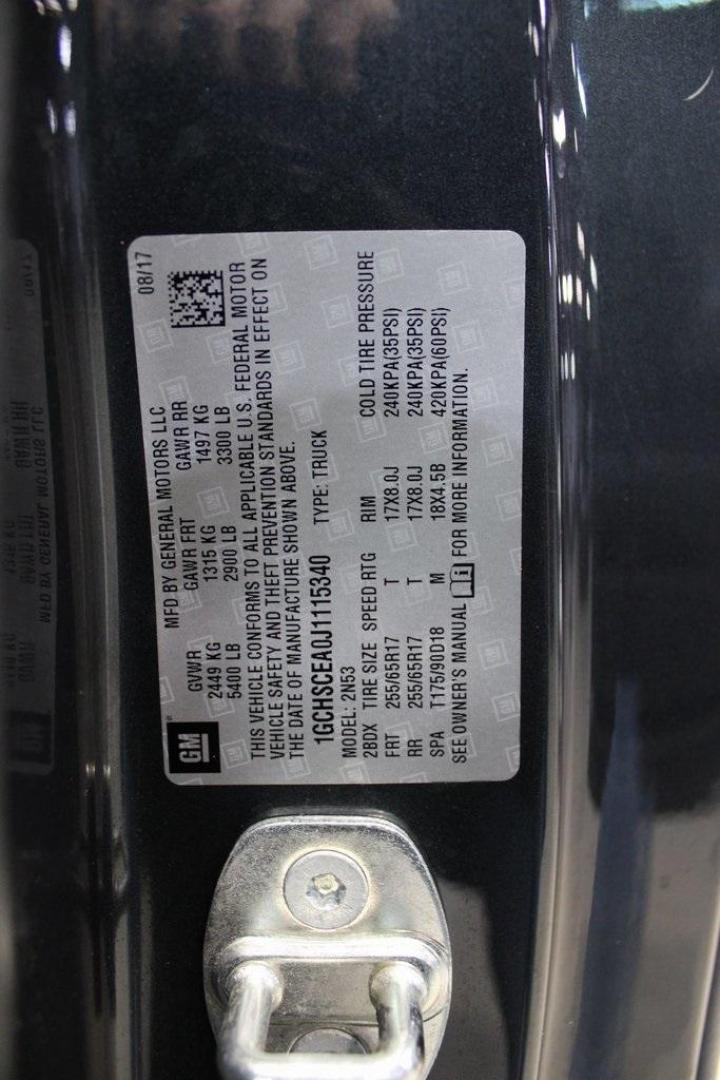 08/17
MFD BY GENERAL MOTORS LLC
GVWR GAWR FRT GAWR RR
2449 KG 1315 KG 1497 KG
5400 LB 2900 LB 3300 LB
GM
THIS VEHICLE CONFORMS TO ALL APPLICABLE U.S. FEDERAL MOTOR
VEHICLE SAFETY AND THEFT PREVENTION STANDARDS IN EFFECT ON
THE DATE OF MANUFACTURE SHOWN ABOVE.
1GCHSCEA0J1115340 TYPE: TRUCK
MODEL: 2N53
2BDX TIRE SIZE SPEED RTG RIM COLD TIRE PRESSURE
FRT 255/65R17 T 17X8.0J 240KPA(35PSI)
RR 255/65R17 T 17X8.0J 240KPA(35PSI)
SPA T175/90D18 M 18X4.5B 420KPA(60PSI)
SEE OWNER'S MANUAL FOR MORE INFORMATION.